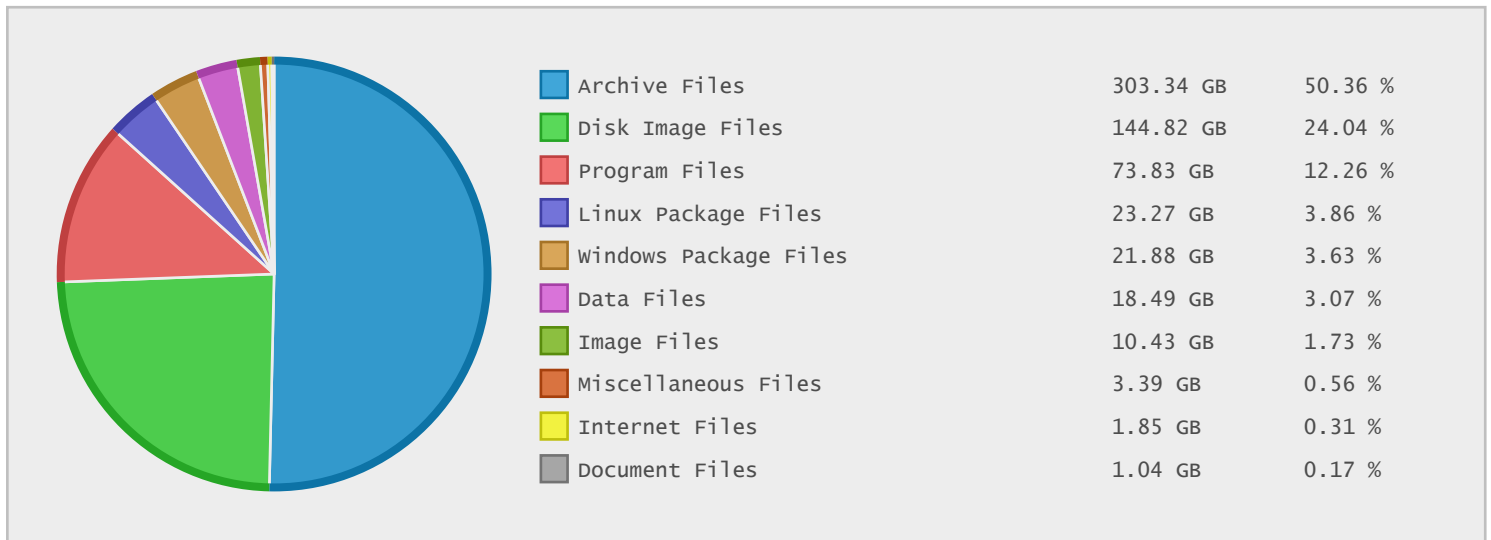 Archive Files 303.34 GB 50.36 %
Disk Image Files 144.82 GB 24.04 %
Program Files 73.83 GB 12.26 %
Linux Package Files 23.27 GB 3.86 %
Windows Package Files 21.88 GB 3.63 %
Data Files 18.49 GB 3.07 %
Image Files 10.43 GB 1.73 %
Miscellaneous Files 3.39 GB 0.56 %
Internet Files 1.85 GB 0.31 %
Document Files 1.04 GB 0.17 %